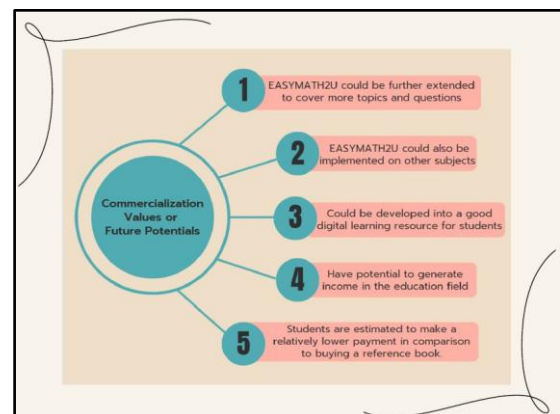 1
EASYMATH2U could be further extended
to cover more topics and questions
2
EASYMATH2U could also be
implemented on other subjects
Commercialization
Values or
Future Potentials
3
Could be developed into a good
digital learning resource for students
4
Have potential to generate
income in the education field
5
Students are estimated to make a
relatively lower payment in comparison
to buying a reference book.